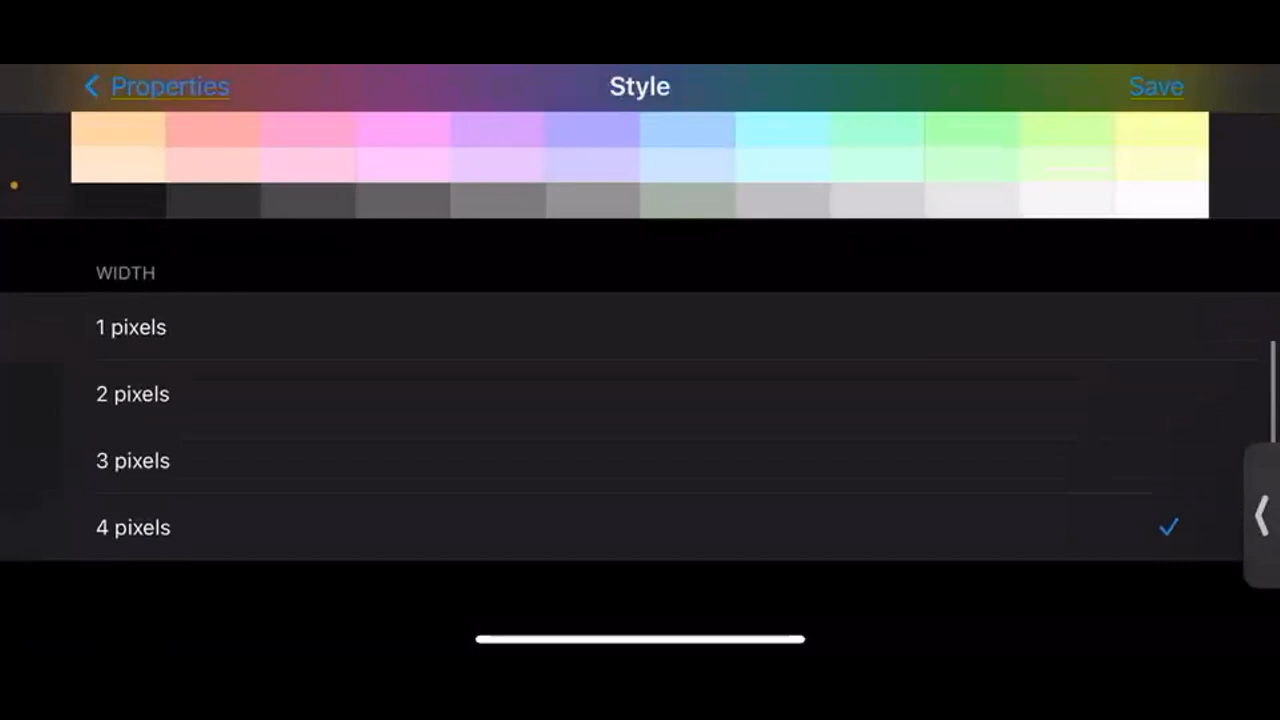 Properties
Style
Save
WIDTH
1 pixels
2 pixels
3 pixels
4 pixels